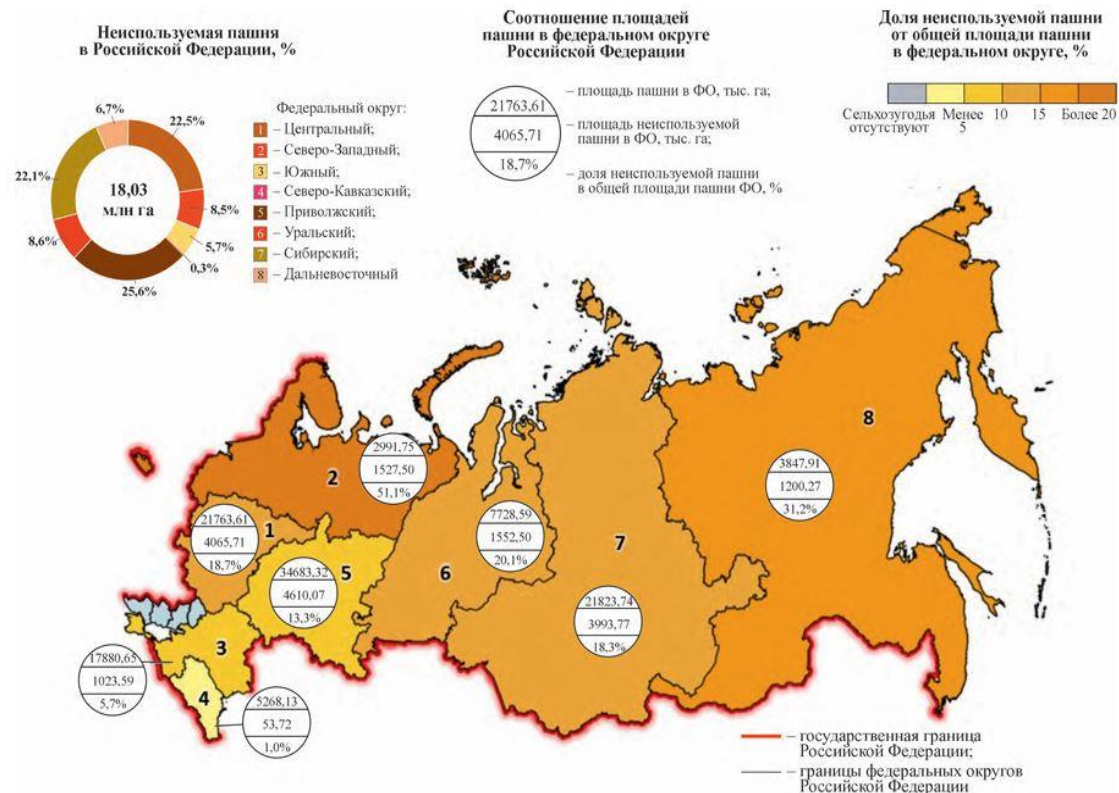 Неиспользуемая пашня
в Российской Федерации, %
6,7%
22,5%
22,1%
18,03
млн га
8,5%
8,6%
5,7%
0,3%
25,6%
Федеральный округ:
1 – Центральный;
2 – Северо-Западный;
3 – Южный;
4 – Северо-Кавказский;
5 – Приволжский;
6 – Уральский;
7 – Сибирский;
8 – Дальневосточный
Соотношение площадей
пашни в федеральном округе
Российской Федерации
21763,61
4065,71
18,7%
– площадь пашни в ФО, тыс. га;
– площадь неиспользуемой
пашни в ФО, тыс. га;
– доля неиспользуемой пашни
в общей площади пашни ФО, %
Доля неиспользуемой пашни
от общей площади пашни
в федеральном округе, %
Сельхозугодья
отсутствуют
Менее
5
10
15
Более 20
8
3847,91
1200,27
31,2%
2
2991,75
1527,50
51,1%
1
21763,61
4065,71
18,7%
7728,59
1552,50
20,1%
6
7
21823,74
3993,77
18,3%
5
34683,32
4610,07
13,3%
3
17880,65
1023,59
5,7%
4
5268,13
53,72
1,0%
– государственная граница
Российской Федерации;
– границы федеральных округов
Российской Федерации